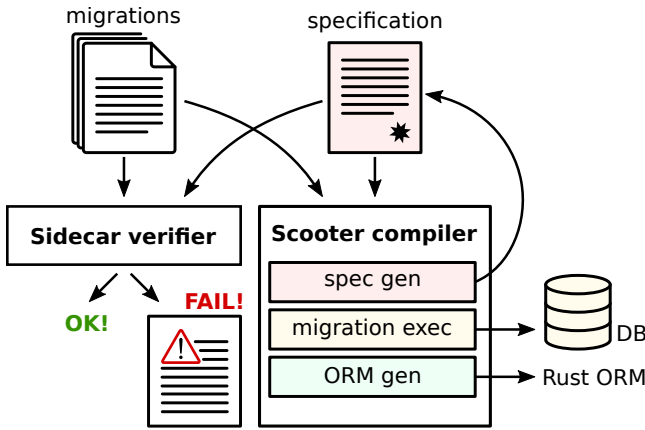 migrations
specification
Sidecar verifier
Scooter compiler
spec gen
migration exec
ORM gen
OK!
FAIL!
!
DB
Rust ORM